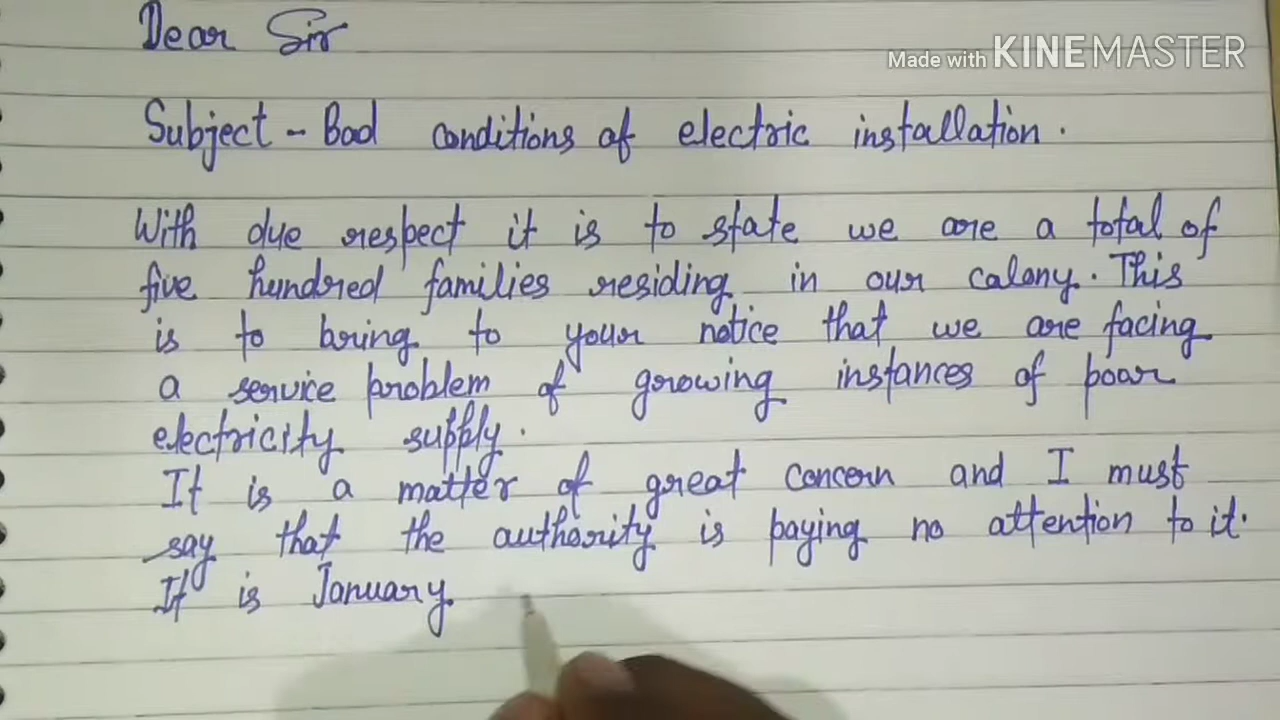 Dear Sir
Made with KINEMASTER
Subject - Bad conditions of electric installation.
With due respect it is to state we are a total of
five hundred families residing in our calony. This
is to bring to your notice that we are facing
a service problem of growing instances of poar
electricity supply.
It is a matter of great concern and I must
say that the authority is paying no attention to it.
It is January